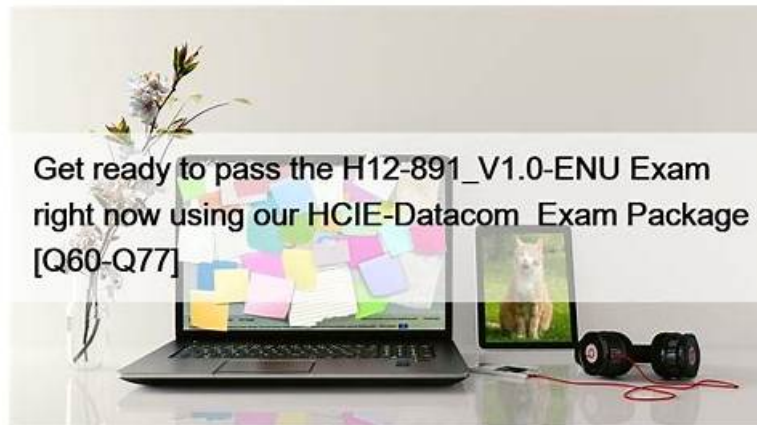 Get ready to pass the H12-891_V1.0-ENU Exam
right now using our HCIE-Datacom Exam Package
[Q60-Q77]